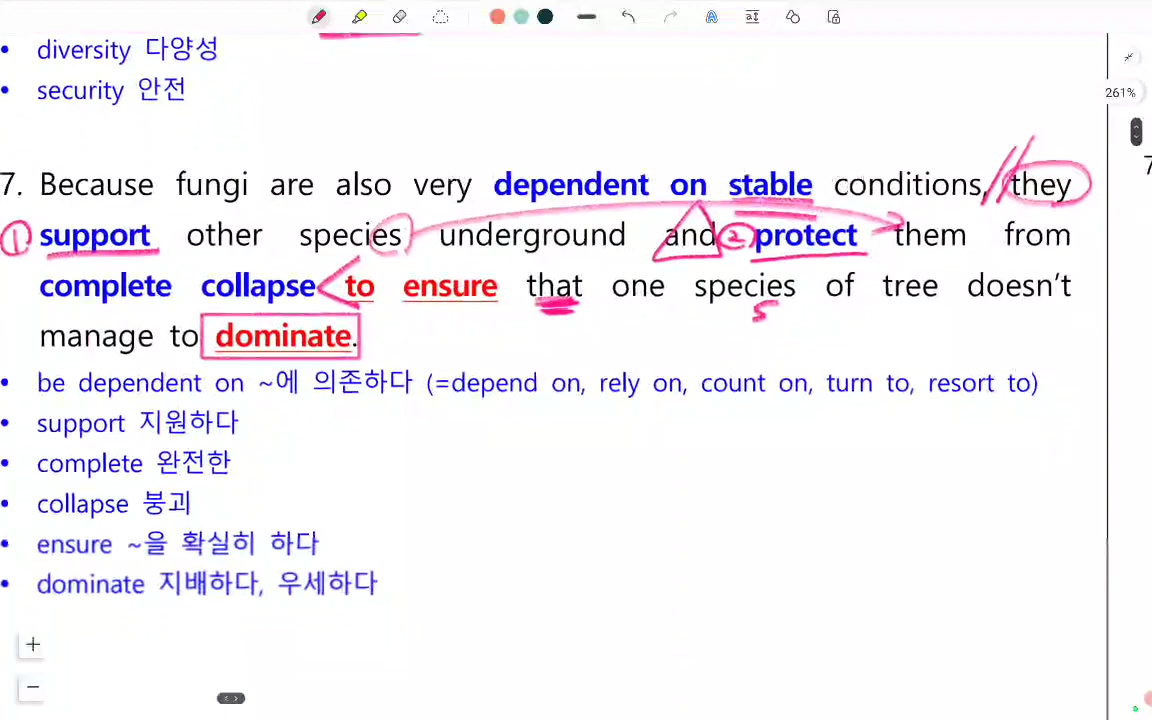 • diversity 다양성
• security 안전
261%
7. Because fungi are also very dependent on stable conditions, they
① support other species underground and ② protect them from
complete collapse to ensure that one species of tree doesn't
s
manage to dominate.
• be dependent on ~에 의존하다 (=depend on, rely on, count on, turn to, resort to)
• support 지원하다
• complete 완전한
• collapse 붕괴
• ensure ~을 확실히 하다
• dominate 지배하다, 우세하다